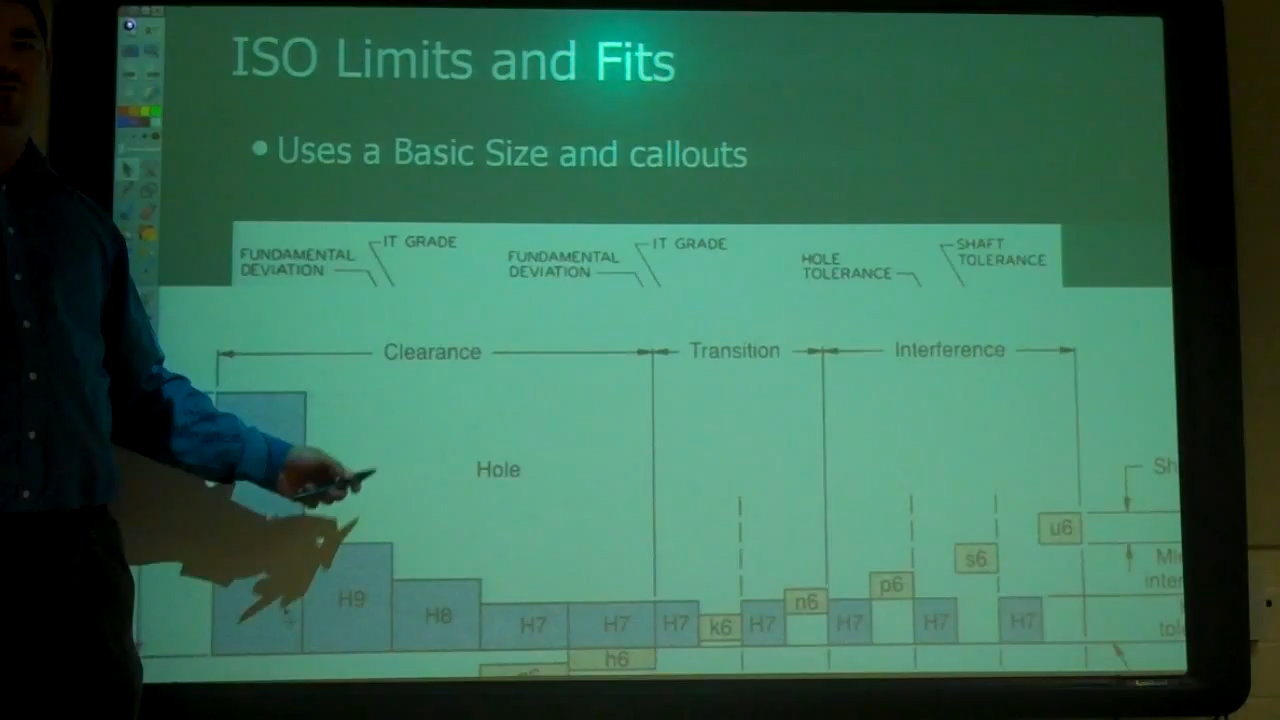 ISO Limits and Fits
• Uses a Basic Size and callouts
FUNDAMENTAL DEVIATION
IT GRADE
FUNDAMENTAL DEVIATION
IT GRADE
HOLE TOLERANCE
SHAFT TOLERANCE
Clearance
Transition
Interference
Hole
Sh
u6
s6
p6
n6
H9
H8
H7
H7
H7
k6
H7
H7
H7
H7
h6